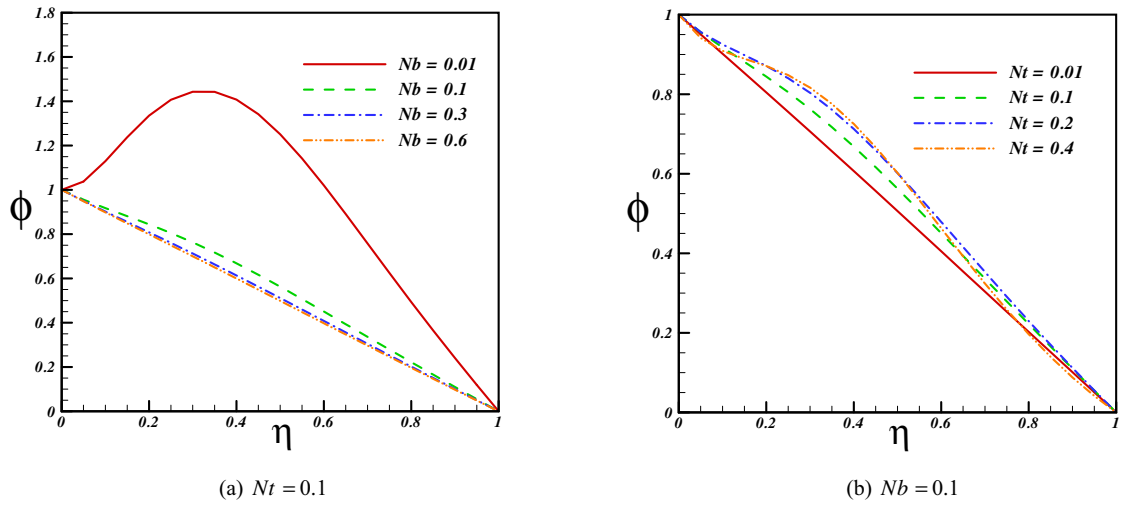 1.8
1.6
1.4
1.2
1
0.8
0.6
0.4
0.2
0
ϕ
0
0.2
0.4
0.6
0.8
1
η
Nb = 0.01
Nb = 0.1
Nb = 0.3
Nb = 0.6
(a) Nt = 0.1
1
0.8
0.6
0.4
0.2
0
ϕ
0
0.2
0.4
0.6
0.8
1
η
Nt = 0.01
Nt = 0.1
Nt = 0.2
Nt = 0.4
(b) Nb = 0.1